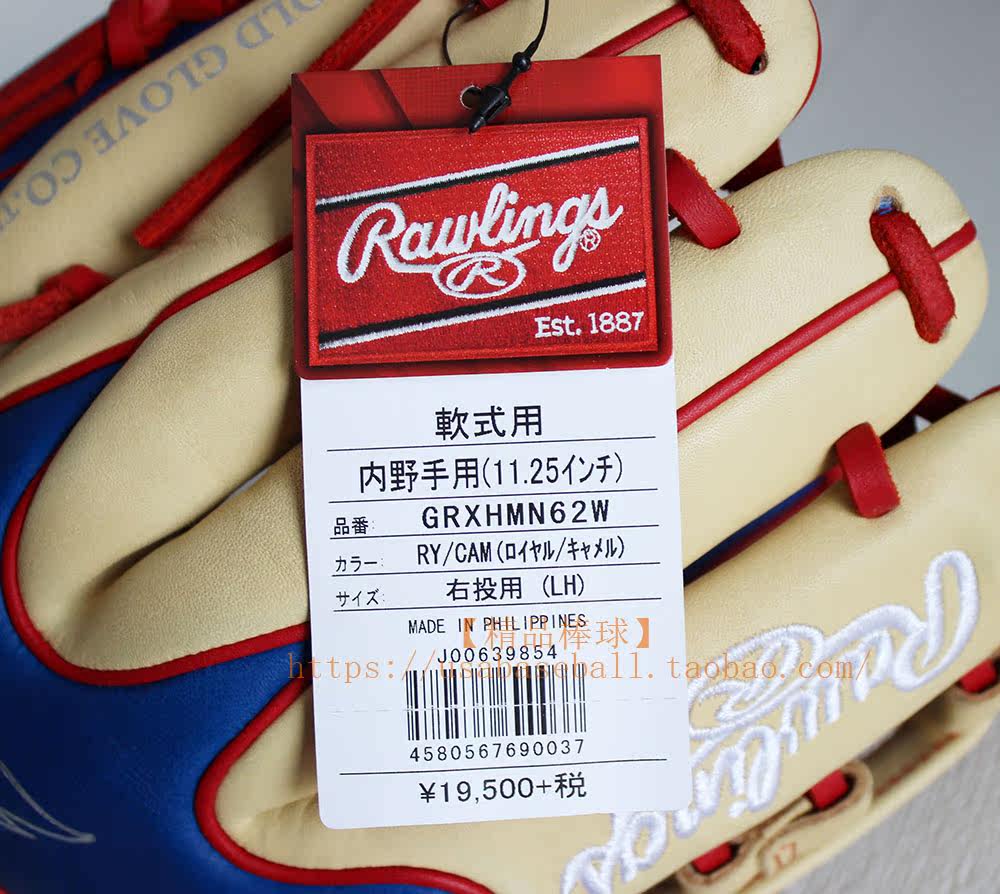 OLD GLOVE CO.
Rawlings®
R
Est. 1887
軟式用
内野手用(11.25インチ)
品番: GRXHMN62W
カラー: RY/CAM(ロイヤル/キャメル)
サイズ: 右投用 (LH)
MADE IN PHILIPPINES
【精品棒球】
J00639854
https://usabaseball.taobao.com/
4580567690037
¥19,500+税
Rawlings